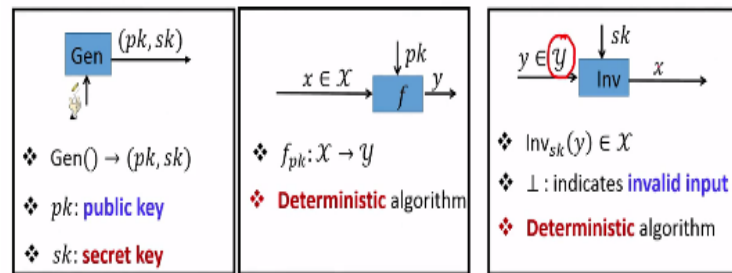 Gen
(pk, sk)
❖ Gen() → (pk, sk)
❖ pk: public key
❖ sk: secret key
pk
x ∈ 𝒳
f
y
❖ f_pk: 𝒳 → 𝒴
❖ Deterministic algorithm
sk
y ∈ 𝒴
Inv
x
❖ Inv_sk(y) ∈ 𝒳
❖ ⊥ : indicates invalid input
❖ Deterministic algorithm